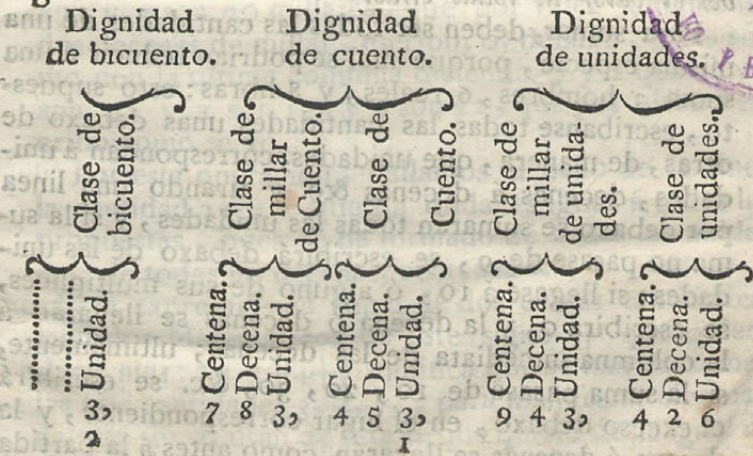 Dignidad de bicuento.
Dignidad de cuento.
Dignidad de unidades.
Clase de bicuento.
Clase de millar de Cuento.
Clase de Cuento.
Clase de millar de unidades.
Clase de unidades.
Unidad.
Centena. Decena. Unidad.
Centena. Decena. Unidad.
Centena. Decena. Unidad.
Centena. Decena. Unidad.
3, 7 8 3, 4 5 3, 9 4 3, 4 2 6
2 1